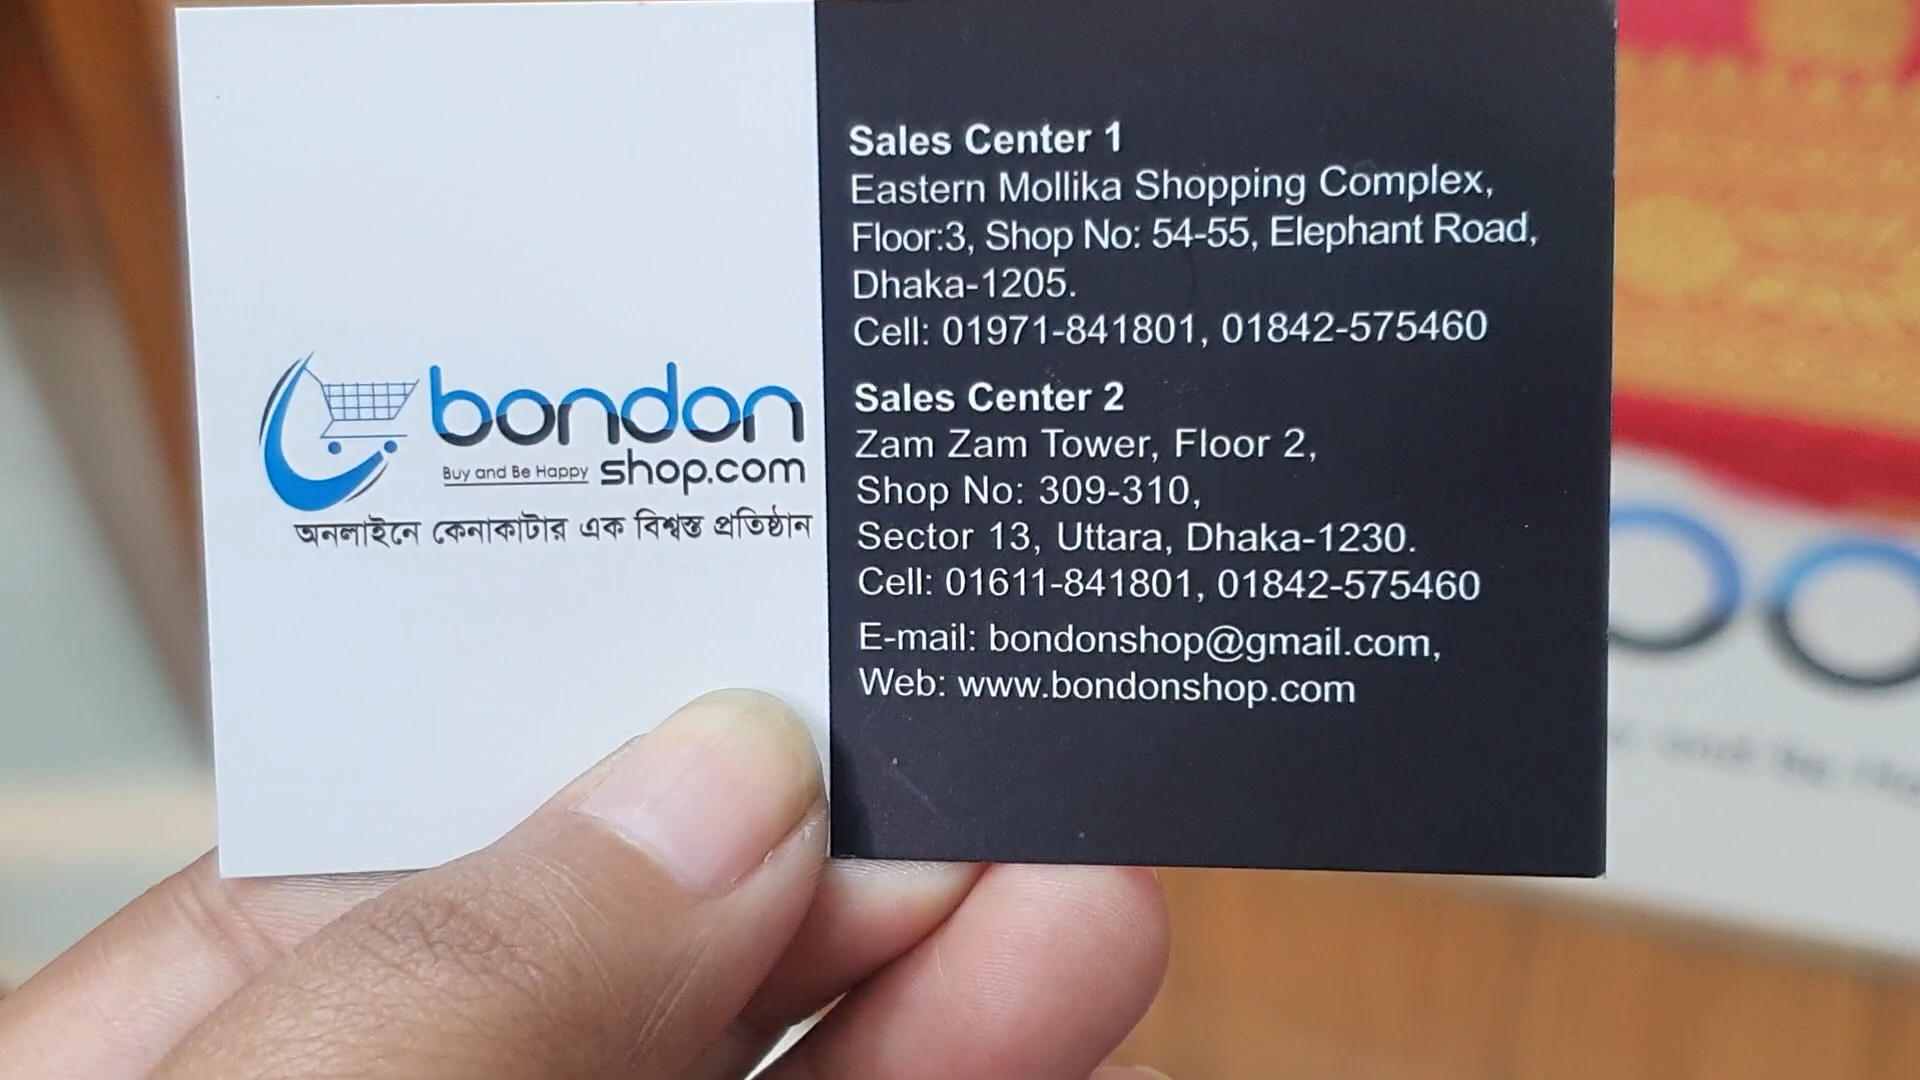 bondon
Buy and Be Happy shop.com
অনলাইনে কেনাকাটার এক বিশ্বস্ত প্রতিষ্ঠান
Sales Center 1
Eastern Mollika Shopping Complex,
Floor:3, Shop No: 54-55, Elephant Road,
Dhaka-1205.
Cell: 01971-841801, 01842-575460
Sales Center 2
Zam Zam Tower, Floor 2,
Shop No: 309-310,
Sector 13, Uttara, Dhaka-1230.
Cell: 01611-841801, 01842-575460
E-mail: bondonshop@gmail.com,
Web: www.bondonshop.com